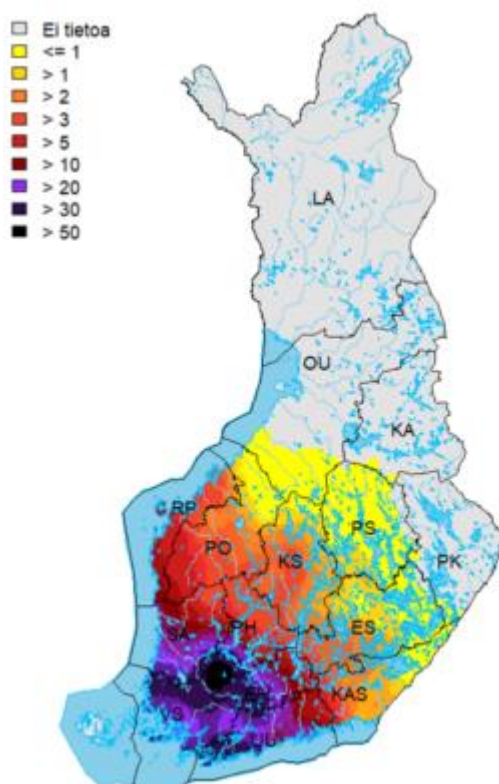 Ei tietoa
<= 1
> 1
> 2
> 3
> 5
> 10
> 20
> 30
> 50
LA
OU
KA
RP
PO
KS
PS
PK
SA
PH
ES
KAS